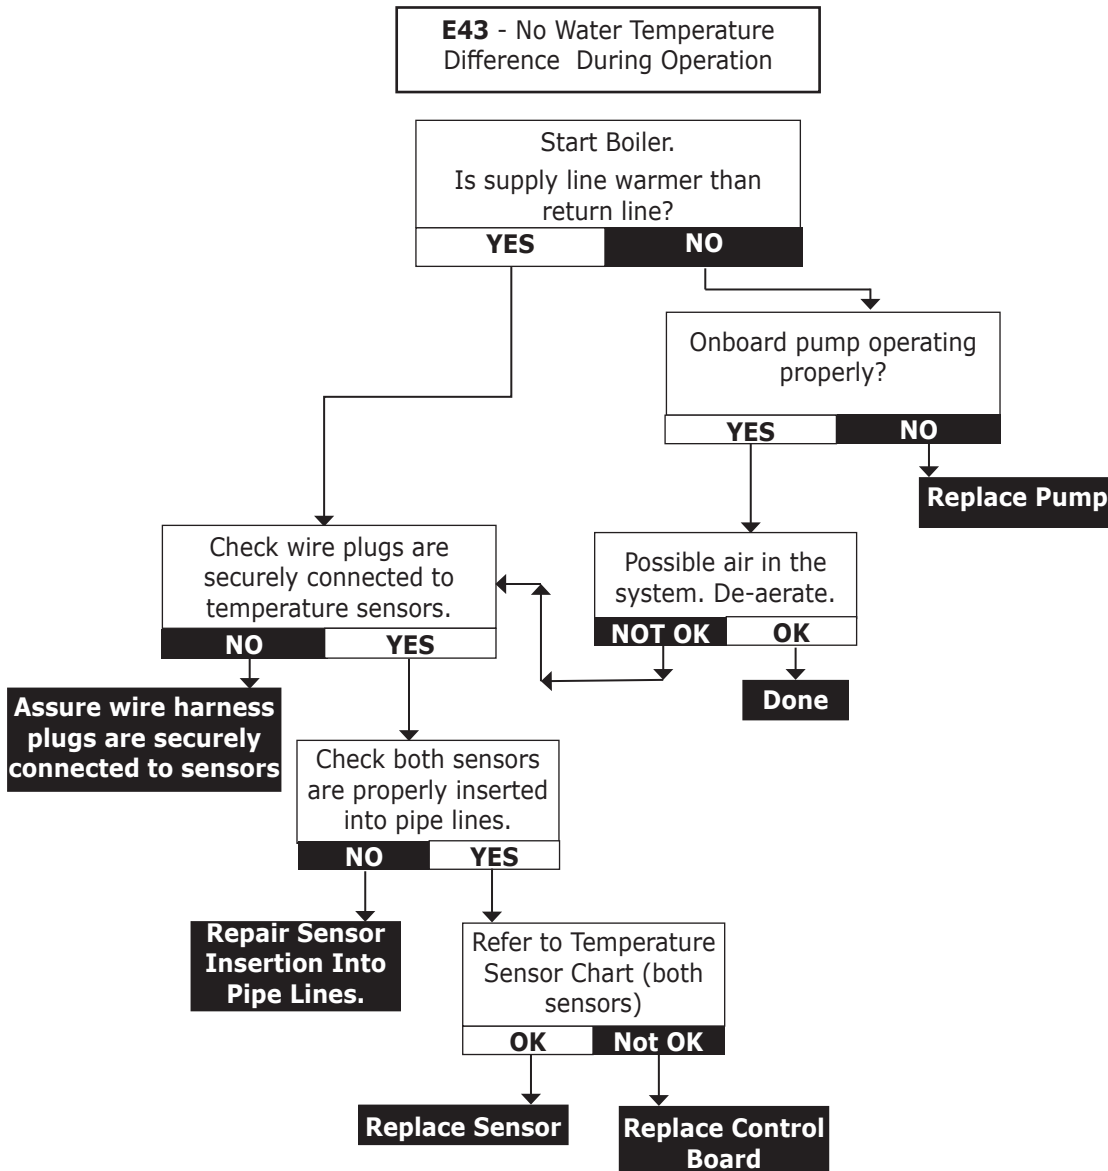 E43 - No Water Temperature
Difference During Operation
Start Boiler.
Is supply line warmer than
return line?
YES
NO
Onboard pump operating
properly?
YES
NO
Replace Pump
Check wire plugs are
securely connected to
temperature sensors.
NO
YES
Possible air in the
system. De-aerate.
NOT OK
OK
Done
Assure wire harness
plugs are securely
connected to sensors
Check both sensors
are properly inserted
into pipe lines.
NO
YES
Repair Sensor
Insertion Into
Pipe Lines.
Refer to Temperature
Sensor Chart (both
sensors)
OK
Not OK
Replace Sensor
Replace Control
Board